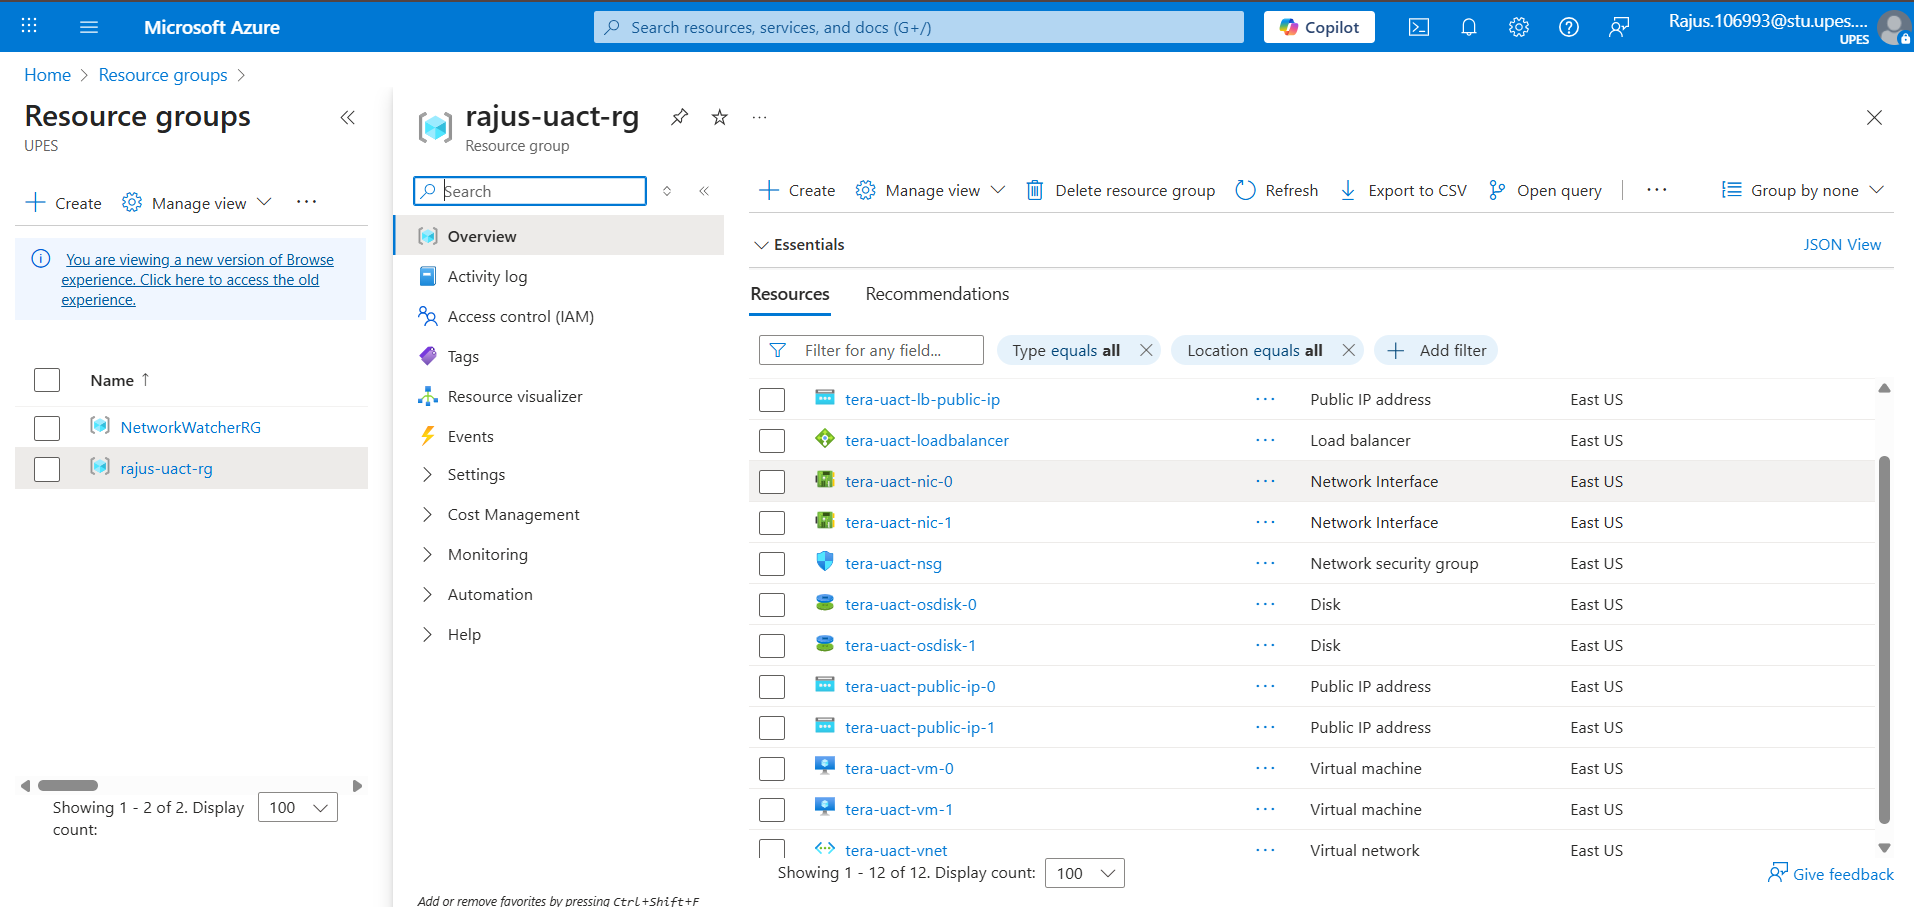 Microsoft Azure
Search resources, services, and docs (G+/)
Copilot
Rajus.106993@stu.upes....
UPES
Home > Resource groups >
Resource groups
UPES
Create
Manage view
...
You are viewing a new version of Browse
experience. Click here to access the old
experience.
Name ↑
NetworkWatcherRG
rajus-uact-rg
Showing 1 - 2 of 2. Display
count:
100
rajus-uact-rg
...
Resource group
Search
Overview
Activity log
Access control (IAM)
Tags
Resource visualizer
Events
Settings
Cost Management
Monitoring
Automation
Help
Add or remove favorites by pressing Ctrl+Shift+F
Create
Manage view
Delete resource group
Refresh
Export to CSV
Open query
...
Group by none
Essentials
JSON View
Resources
Recommendations
Filter for any field...
Type equals all
Location equals all
Add filter
tera-uact-lb-public-ip ... Public IP address East US
tera-uact-loadbalancer ... Load balancer East US
tera-uact-nic-0 ... Network Interface East US
tera-uact-nic-1 ... Network Interface East US
tera-uact-nsg ... Network security group East US
tera-uact-osdisk-0 ... Disk East US
tera-uact-osdisk-1 ... Disk East US
tera-uact-public-ip-0 ... Public IP address East US
tera-uact-public-ip-1 ... Public IP address East US
tera-uact-vm-0 ... Virtual machine East US
tera-uact-vm-1 ... Virtual machine East US
tera-uact-vnet ... Virtual network East US
Showing 1 - 12 of 12. Display count: 100
Give feedback